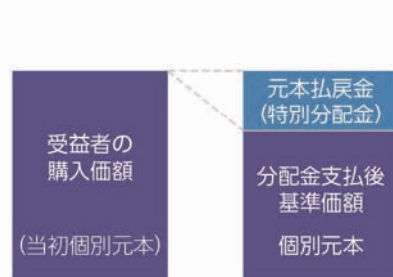 受益者の
購入価額
(当初個別元本)
元本払戻金
(特別分配金)
分配金支払後
基準価額
個別元本